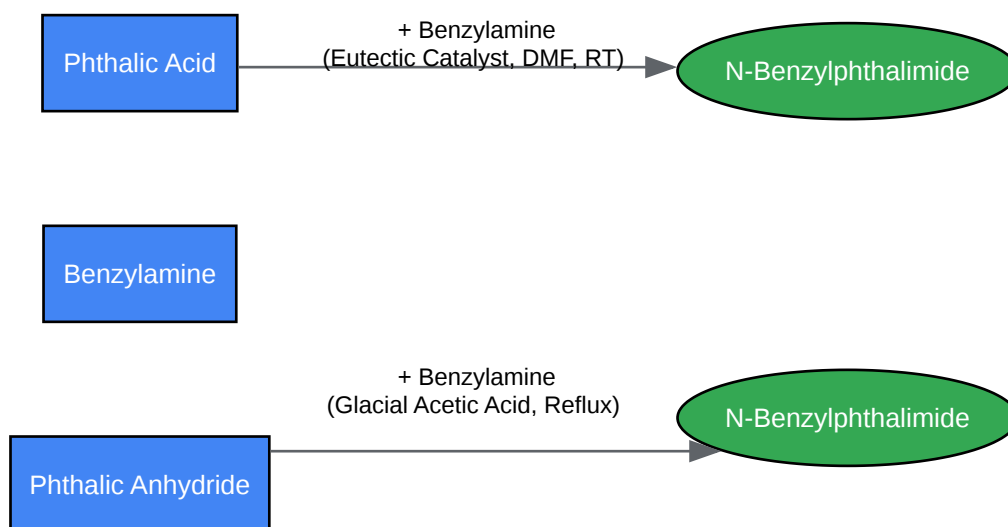 + Benzylamine
Phthalic Acid
(Eutectic Catalyst, DMF, RT)
N-Benzylphthalimide
Benzylamine
+ Benzylamine
(Glacial Acetic Acid, Reflux)
N-Benzylphthalimide
Phthalic Anhydride